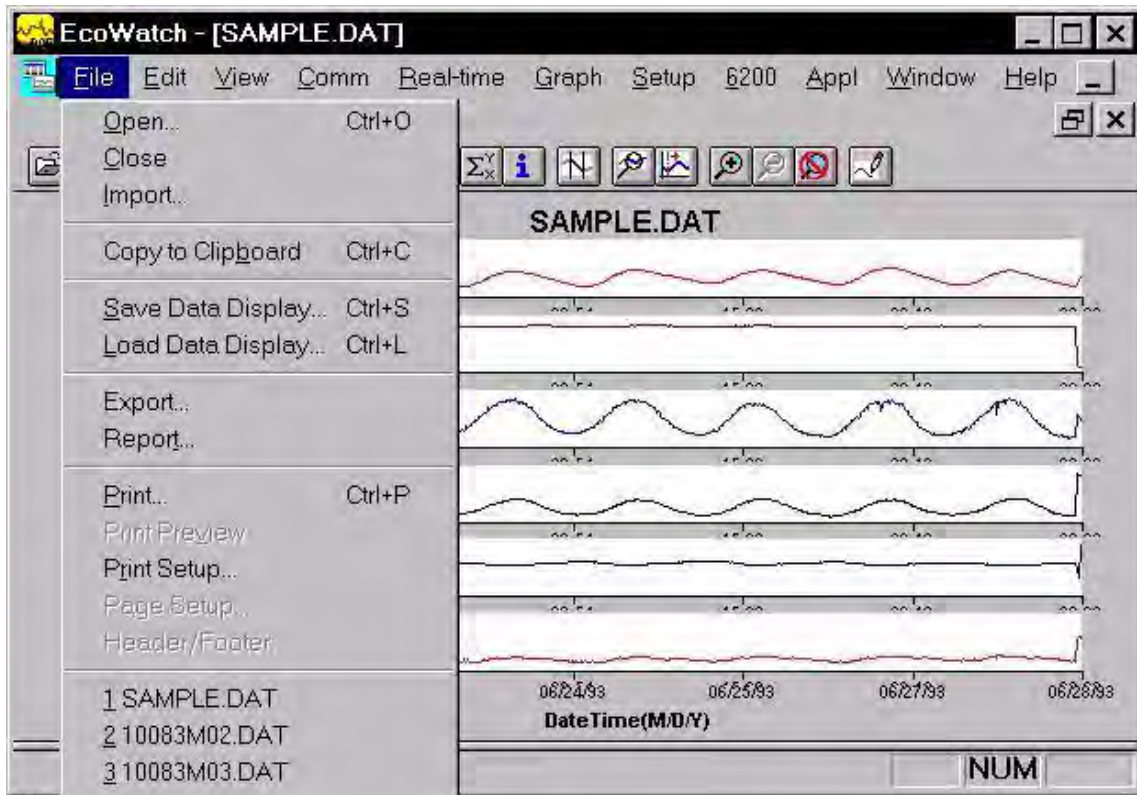 EcoWatch - [SAMPLE.DAT]
File Edit View Comm Real-time Graph Setup 6200 Appl Window Help
Open... Ctrl+O
Close
Import...
Copy to Clipboard Ctrl+C
Save Data Display... Ctrl+S
Load Data Display... Ctrl+L
Export...
Report...
Print... Ctrl+P
Print Preview
Print Setup...
Page Setup...
Header/Footer
1 SAMPLE.DAT
2 10083M02.DAT
3 10083M03.DAT
SAMPLE.DAT
06/24/93 06/25/93 06/27/93 06/28/93
DateTime(M/D/Y)
NUM